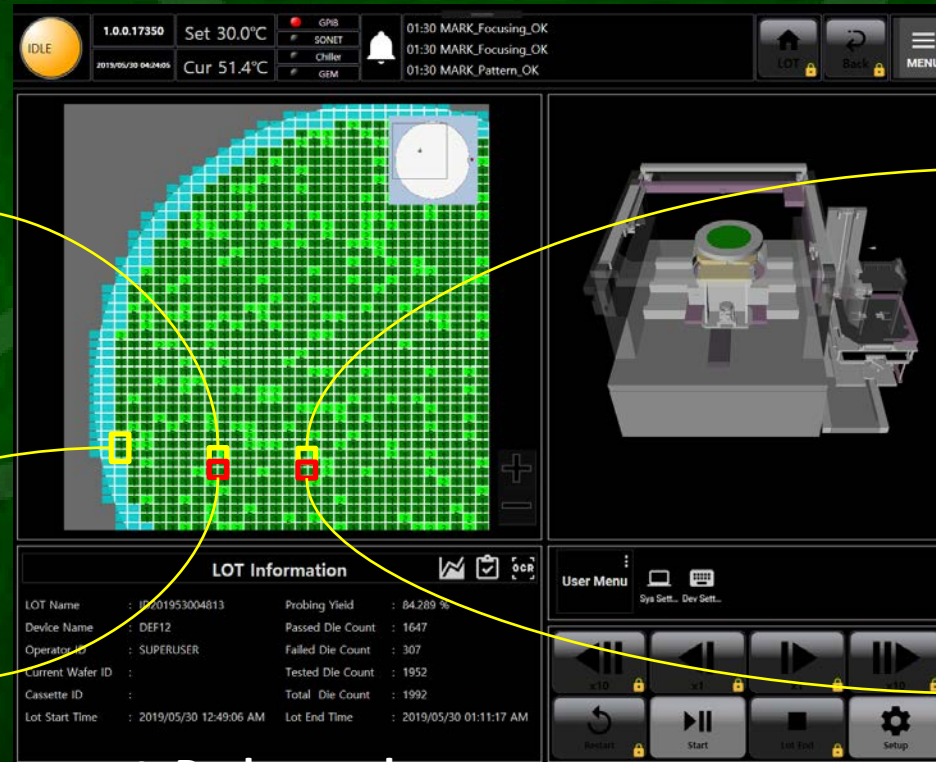 IDLE
1.0.0.17350
2019/05/30 04:24:05
Set 30.0℃
Cur 51.4℃
GPIB
SONET
Chiller
GEM
01:30 MARK_Focusing_OK
01:30 MARK_Focusing_OK
01:30 MARK_Pattern_OK
LOT
Back
MENU
LOT Information
OCR
LOT Name : ID201953004813
Device Name : DEF12
Operator ID : SUPERUSER
Current Wafer ID :
Cassette ID :
Lot Start Time : 2019/05/30 12:49:06 AM
Probing Yield : 84.289 %
Passed Die Count : 1647
Failed Die Count : 307
Tested Die Count : 1952
Total Die Count : 1992
Lot End Time : 2019/05/30 01:11:17 AM
User Menu
Sys Sett...
Dev Sett...
x10
x1
x1
x10
Restart
Start
Lot End
Setup